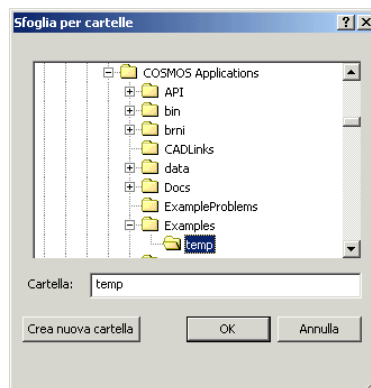 Sfoglia per cartelle
COSMOS Applications
API
bin
brni
CADLinks
data
Docs
ExampleProblems
Examples
temp
Cartella: temp
Crea nuova cartella OK Annulla